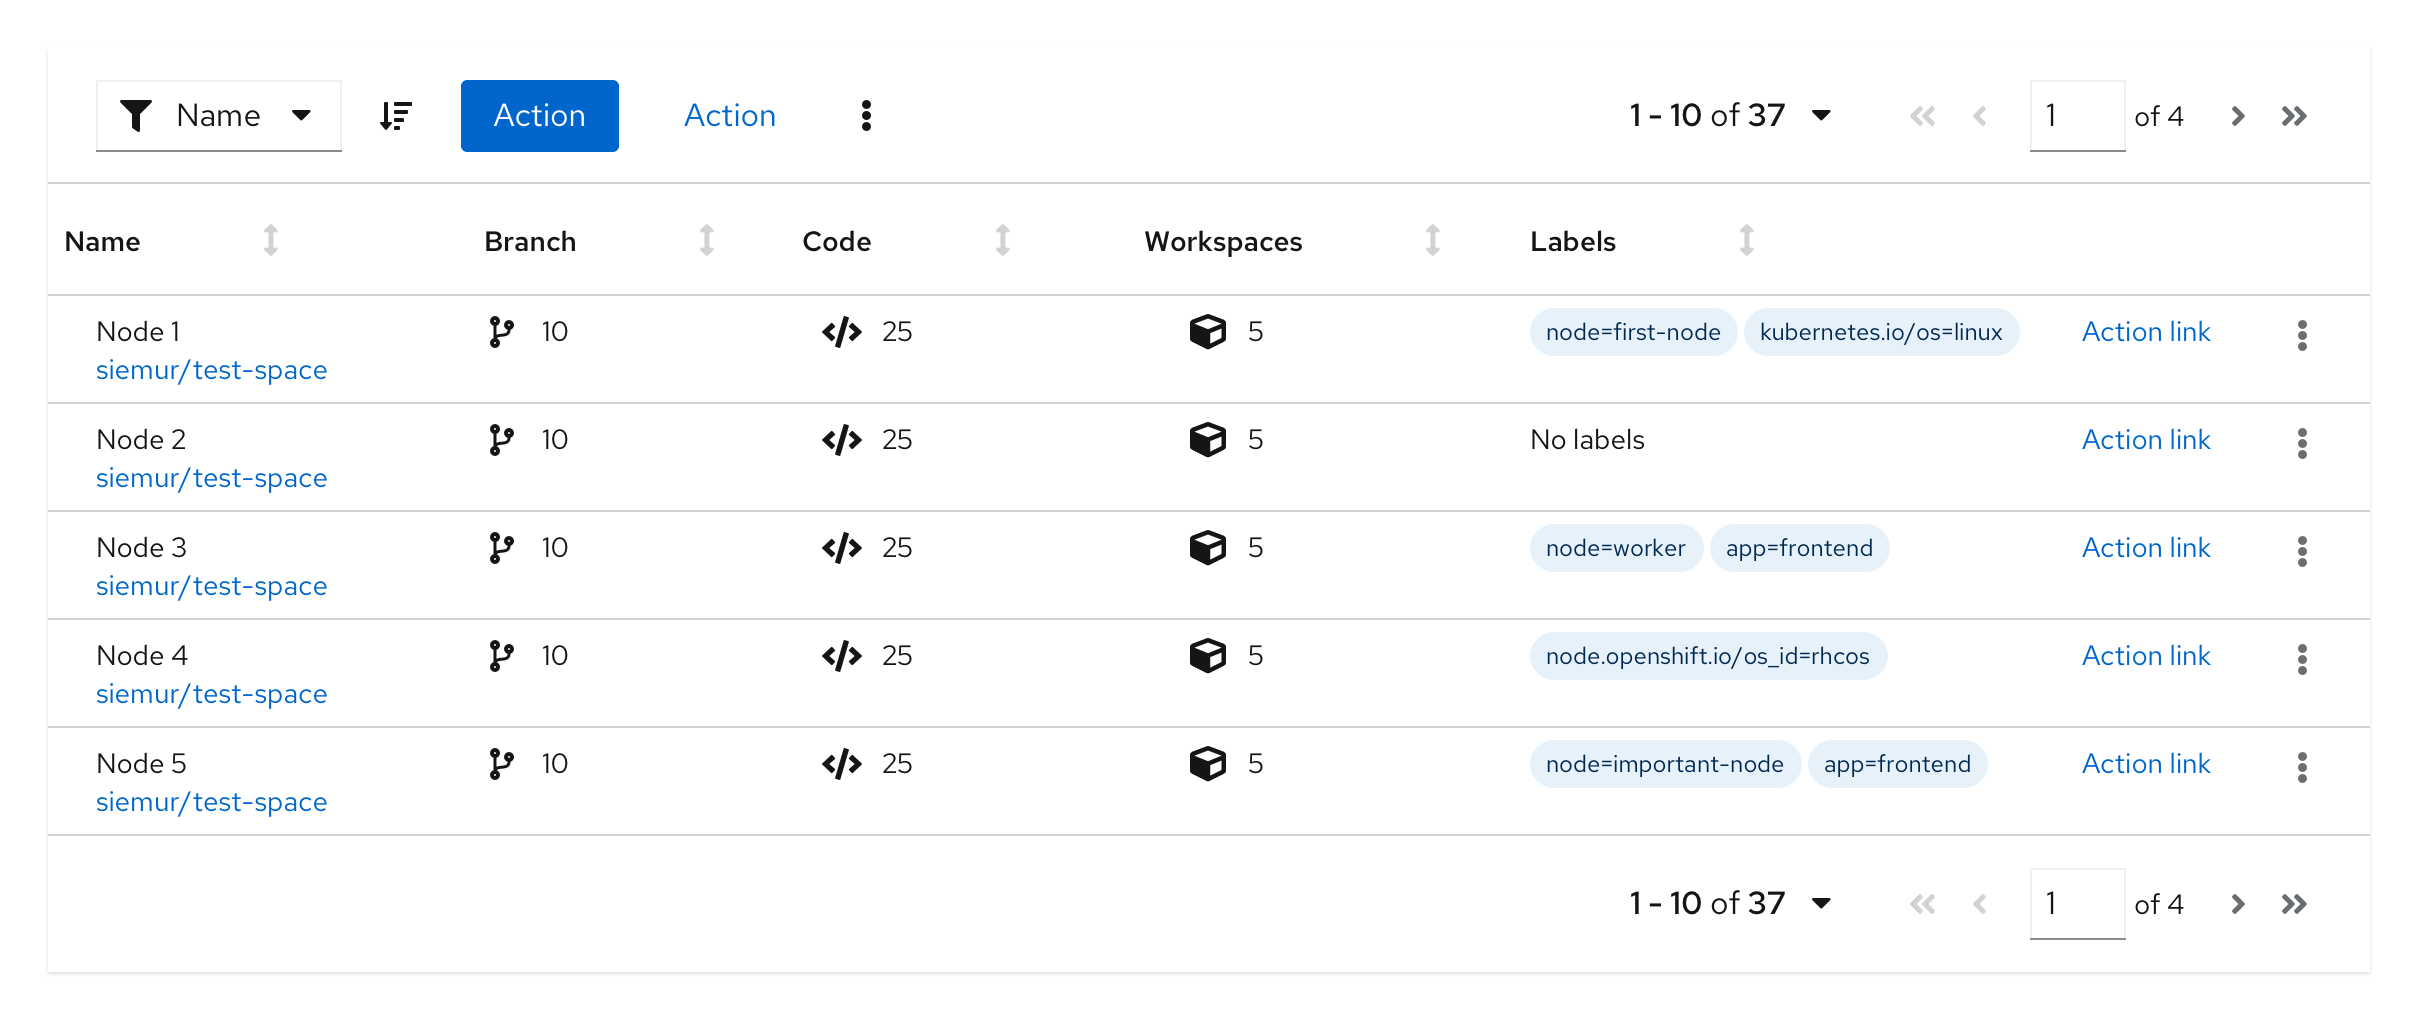 Name Action Action 1 - 10 of 37 1 of 4
Name Branch Code Workspaces Labels
Node 1 10 25 5 node=first-node kubernetes.io/os=linux Action link
siemur/test-space
Node 2 10 25 5 No labels Action link
siemur/test-space
Node 3 10 25 5 node=worker app=frontend Action link
siemur/test-space
Node 4 10 25 5 node.openshift.io/os_id=rhcos Action link
siemur/test-space
Node 5 10 25 5 node=important-node app=frontend Action link
siemur/test-space
1 - 10 of 37 1 of 4